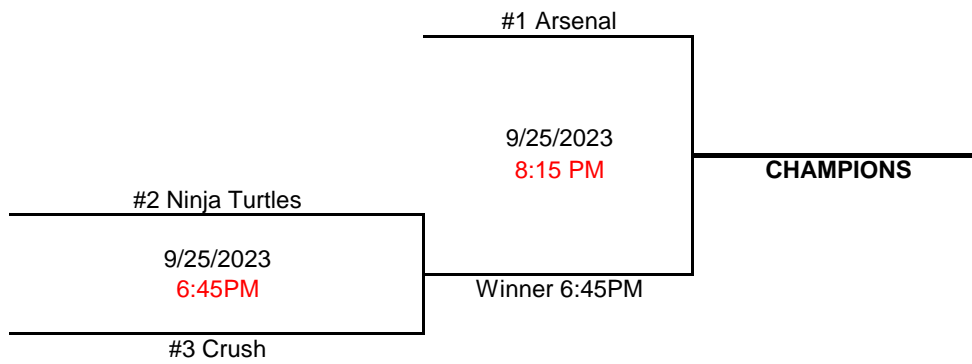 #1 Arsenal
9/25/2023
8:15 PM
CHAMPIONS
#2 Ninja Turtles
9/25/2023
6:45PM
Winner 6:45PM
#3 Crush